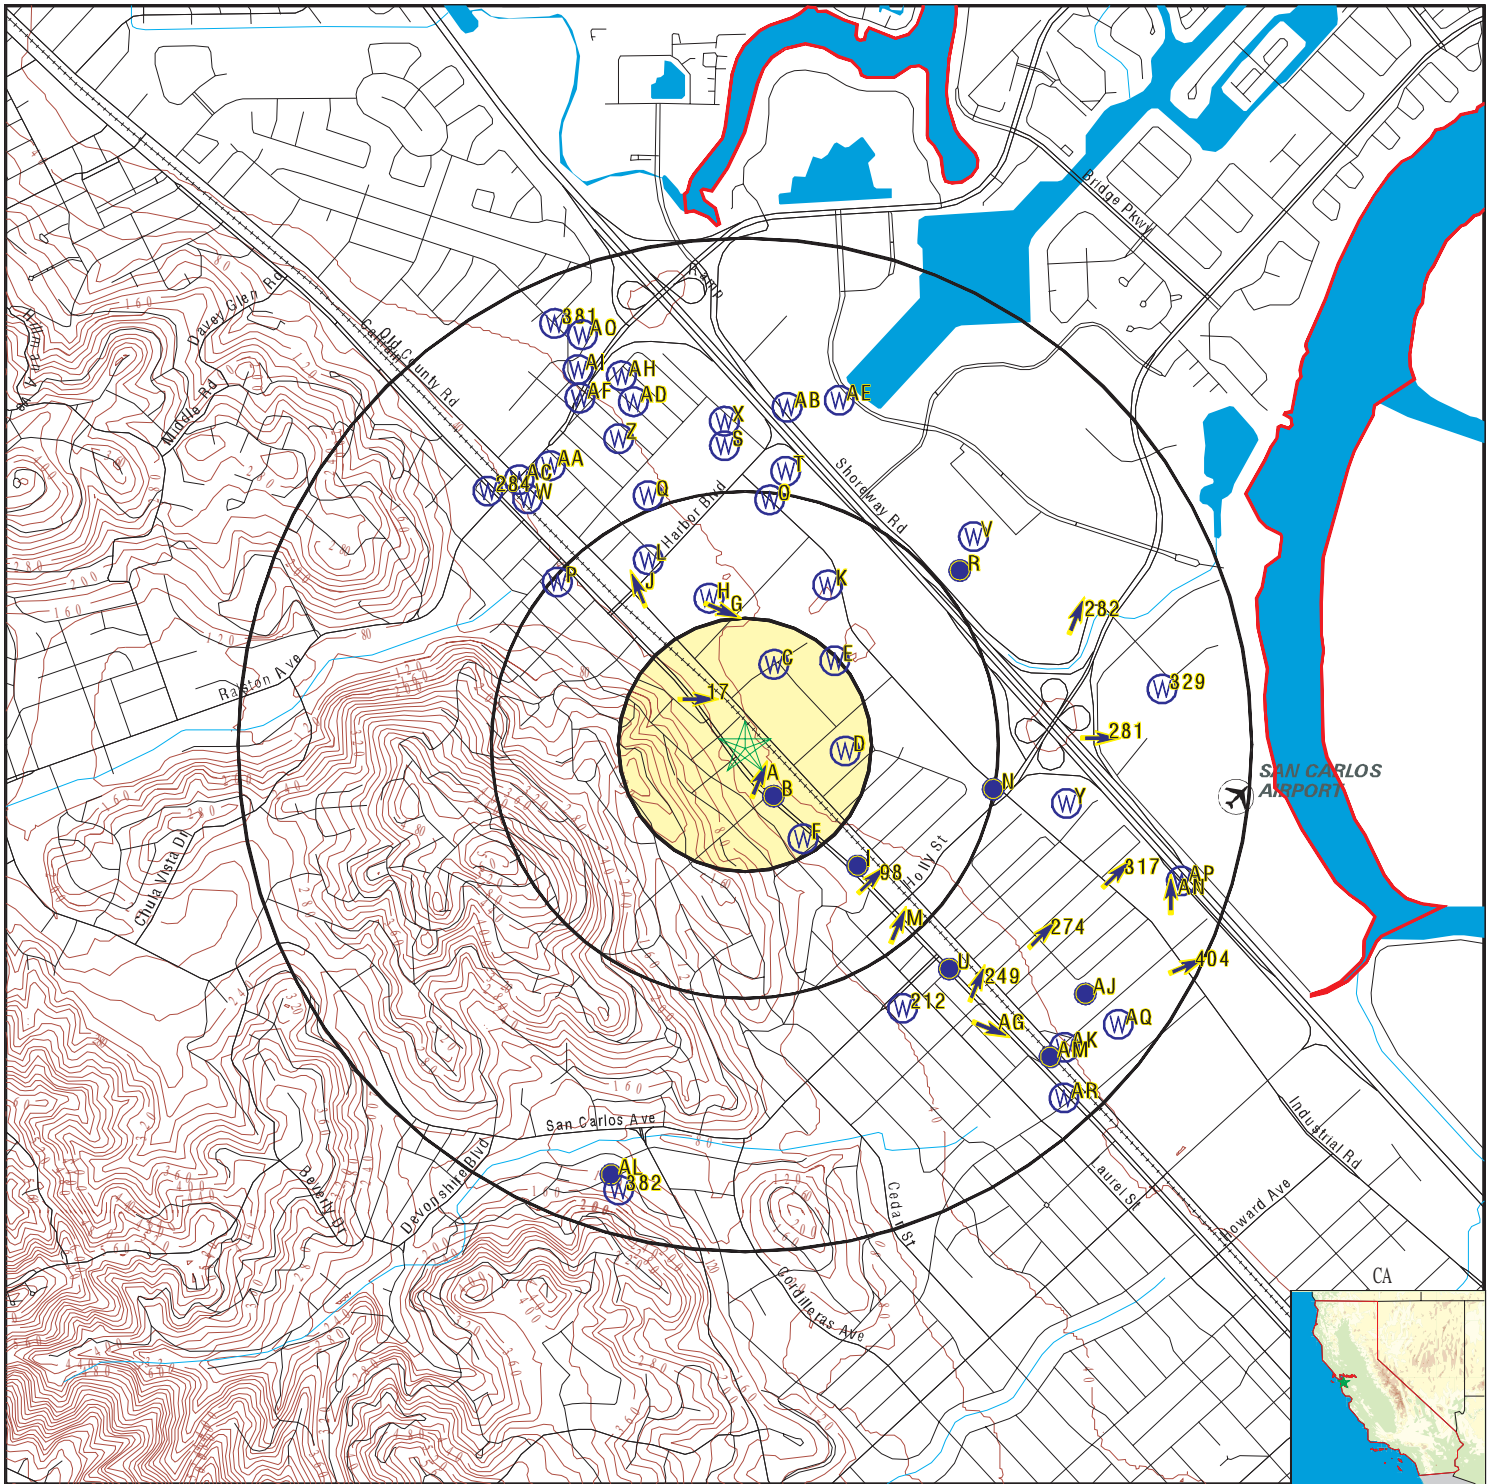 Bridge Pkwy
Ramp
Davey Glen Rd
Old County Rd
Middle Rd
381
AO
AI
AH
AF
AD
AB
AE
X
S
Z
AA
AC
284
W
Q
T
O
Harbor Blvd
Shoreway Rd
V
R
L
P
J
H
G
K
282
C
E
17
329
Ralston Ave
D
281
SAN CARLOS
AIRPORT
A
B
N
Y
F
I
98
Holly St
317
AP
AN
Chula Vista Dr
M
274
404
U
249
AJ
212
AG
AQ
AK
AM
AR
San Carlos Ave
Industrial Rd
Devonshire Blvd
Beverly Dr
AL
382
Cedar St
Laurel St
Howard Ave
Cordilleras Ave
CA